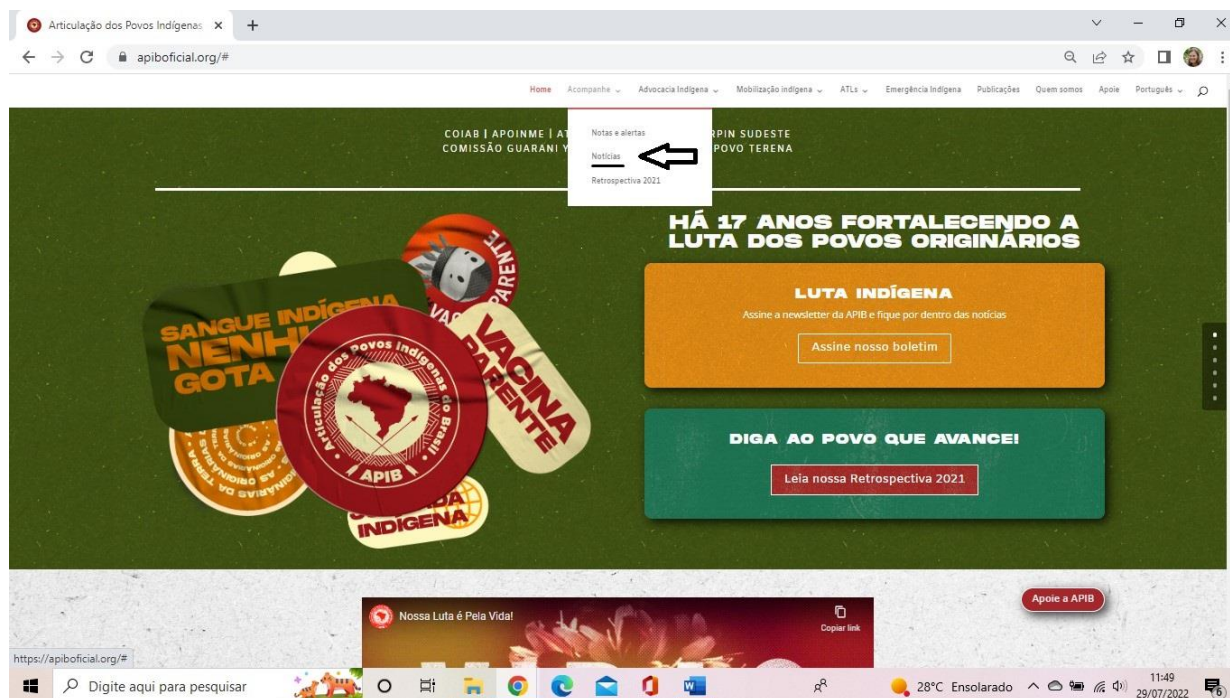 Articulação dos Povos Indígenas
apiboficial.org/#
Home Acompanhe Advocacia Indígena Mobilização indígena ATLs Emergência Indígena Publicações Quem somos Apoie Português
Notas e alertas
Notícias
Retrospectiva 2021
COIAB | APOINME | AT RPIN SUDESTE
COMISSÃO GUARANI Y POVO TERENA
HÁ 17 ANOS FORTALECENDO A
LUTA DOS POVOS ORIGINÁRIOS
LUTA INDÍGENA
Assine a newsletter da APIB e fique por dentro das notícias
Assine nosso boletim
DIGA AO POVO QUE AVANCE!
Leia nossa Retrospectiva 2021
SANGUE INDÍGENA
NENH
GOTA
PARENTE
VAC
VACINA
PARENTE
Articulação dos Povos Indígenas do Brasil
APIB
INDÍGENA
Apoie a APIB
Nossa Luta é Pela Vida!
Copiar link
https://apiboficial.org/#
Digite aqui para pesquisar
28°C Ensolarado
11:49
29/07/2022